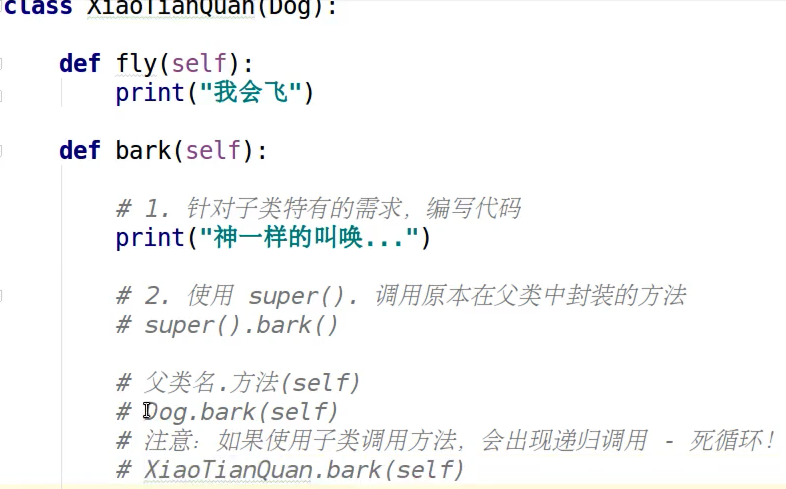 class XiaoTianQuan(Dog):
def fly(self):
print("我会飞")
def bark(self):
# 1. 针对子类特有的需求，编写代码
print("神一样的叫唤...")
# 2. 使用 super(). 调用原本在父类中封装的方法
# super().bark()
# 父类名.方法(self)
# Dog.bark(self)
# 注意：如果使用子类调用方法，会出现递归调用 - 死循环！
# XiaoTianQuan.bark(self)